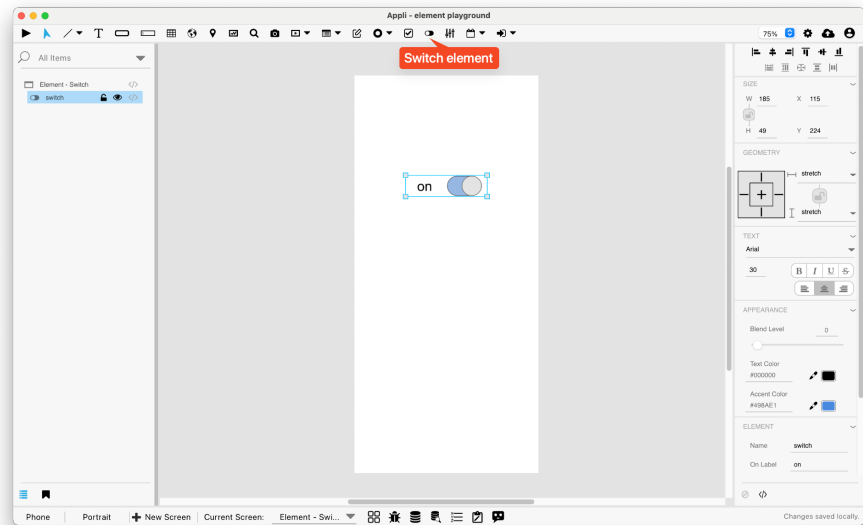 Appli - element playground
T
75%
Switch element
All Items
Element - Switch
switch
on
SIZE
W 185 X 115
H 49 Y 224
GEOMETRY
stretch
stretch
TEXT
Arial
30 B I U S
APPEARANCE
Blend Level 0
Text Color
#000000
Accent Color
#498AE1
ELEMENT
Name switch
On Label on
Phone Portrait New Screen Current Screen: Element - Swi...
Changes saved locally.